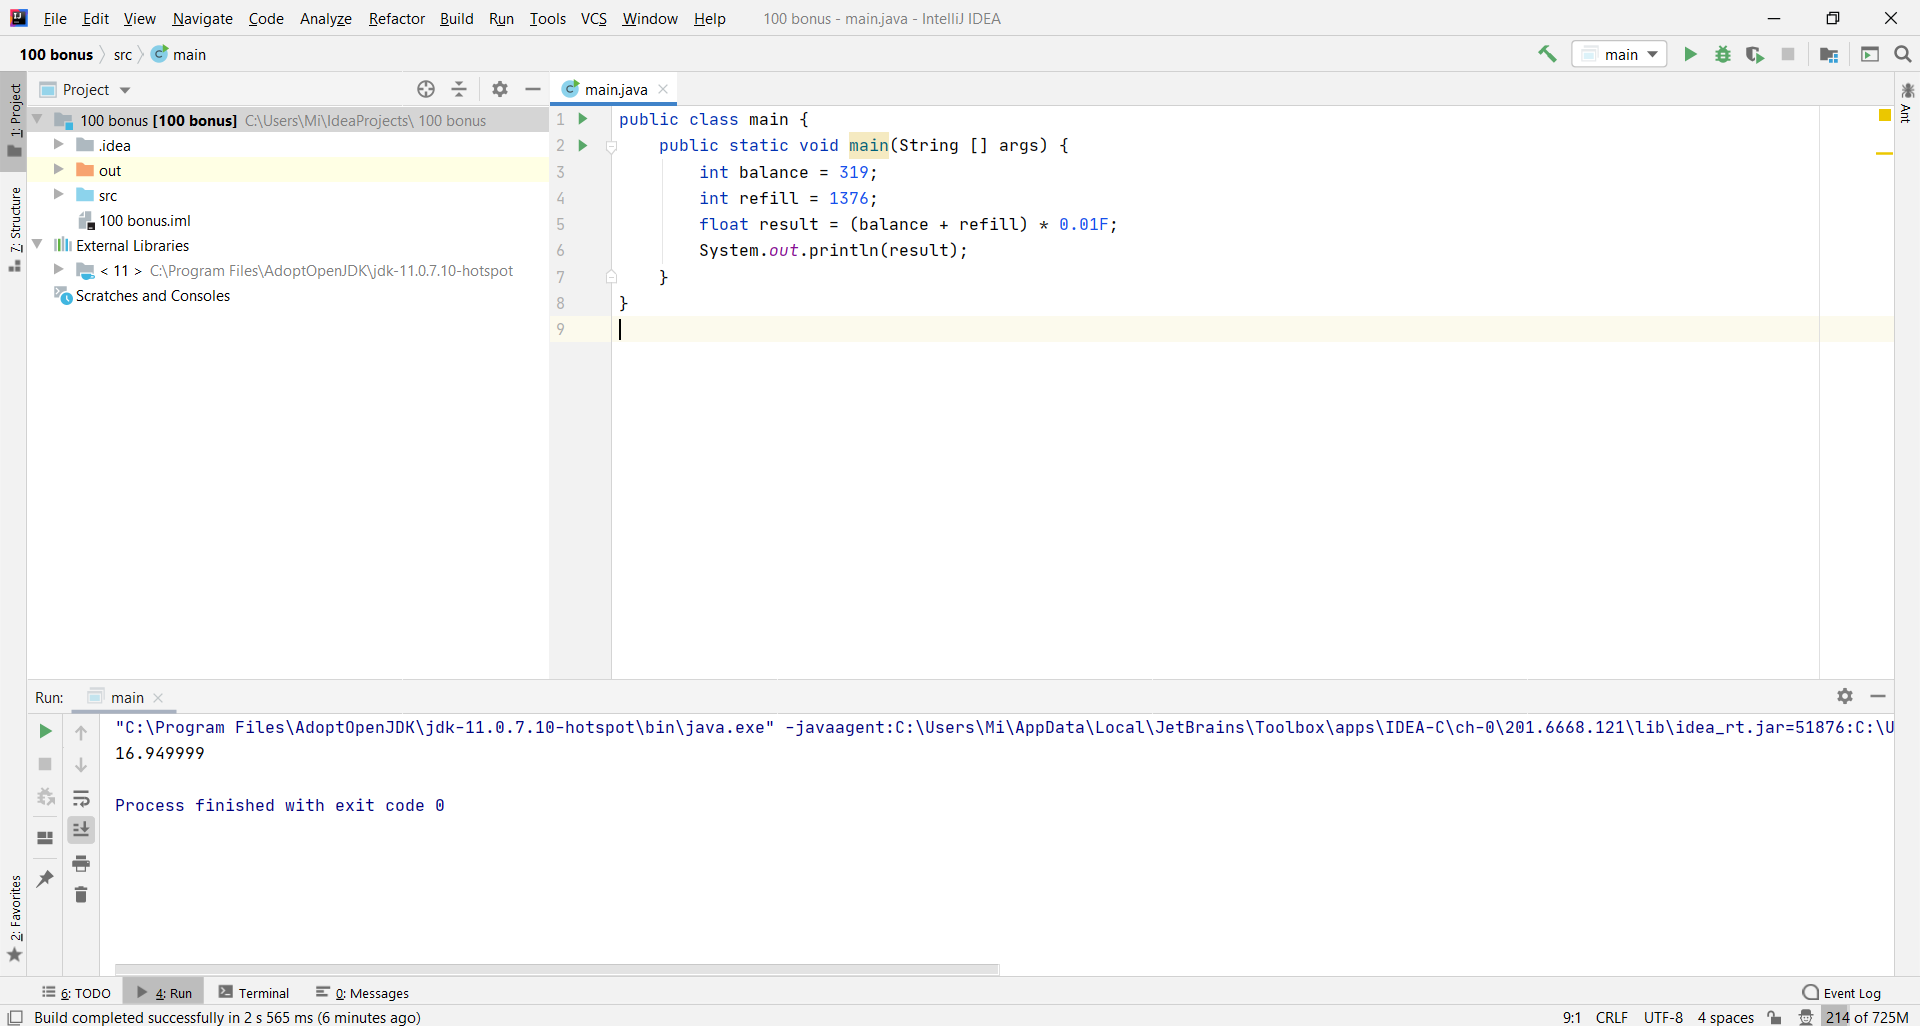 File Edit View Navigate Code Analyze Refactor Build Run Tools VCS Window Help 100 bonus - main.java - IntelliJ IDEA
100 bonus src main main
1: Project
7: Structure
2: Favorites
Ant
Project
100 bonus [100 bonus] C:\Users\Mi\IdeaProjects\ 100 bonus
.idea
out
src
100 bonus.iml
External Libraries
< 11 > C:\Program Files\AdoptOpenJDK\jdk-11.0.7.10-hotspot
Scratches and Consoles
main.java
1 public class main {
2 public static void main(String [] args) {
3 int balance = 319;
4 int refill = 1376;
5 float result = (balance + refill) * 0.01F;
6 System.out.println(result);
7 }
8 }
9
Run: main
"C:\Program Files\AdoptOpenJDK\jdk-11.0.7.10-hotspot\bin\java.exe" -javaagent:C:\Users\Mi\AppData\Local\JetBrains\Toolbox\apps\IDEA-C\ch-0\201.6668.121\lib\idea_rt.jar=51876:C:\U
16.949999
Process finished with exit code 0
6: TODO 4: Run Terminal 0: Messages Event Log
Build completed successfully in 2 s 565 ms (6 minutes ago) 9:1 CRLF UTF-8 4 spaces 214 of 725M